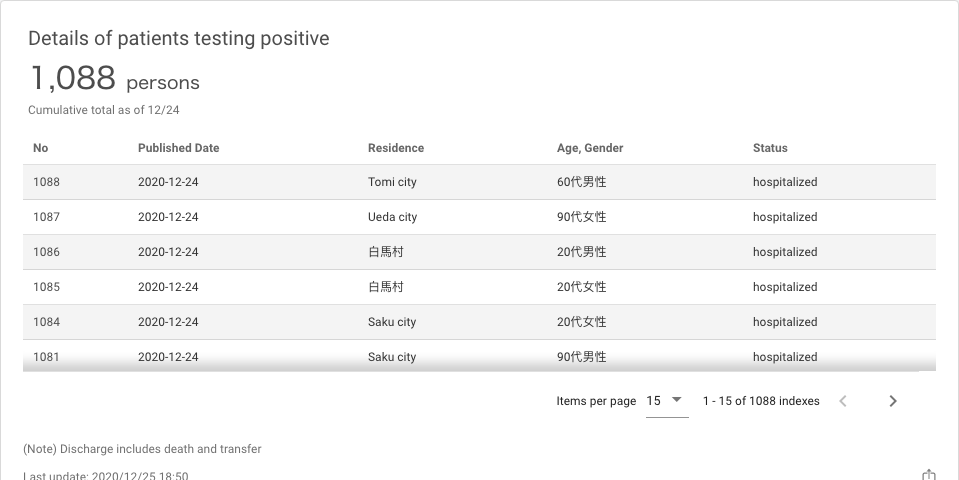 Details of patients testing positive
1,088 persons
Cumulative total as of 12/24
No Published Date Residence Age, Gender Status
1088 2020-12-24 Tomi city 60代男性 hospitalized
1087 2020-12-24 Ueda city 90代女性 hospitalized
1086 2020-12-24 白馬村 20代男性 hospitalized
1085 2020-12-24 白馬村 20代女性 hospitalized
1084 2020-12-24 Saku city 20代女性 hospitalized
1081 2020-12-24 Saku city 90代男性 hospitalized
Items per page 15 1 - 15 of 1088 indexes
(Note) Discharge includes death and transfer
Last update: 2020/12/25 18:50